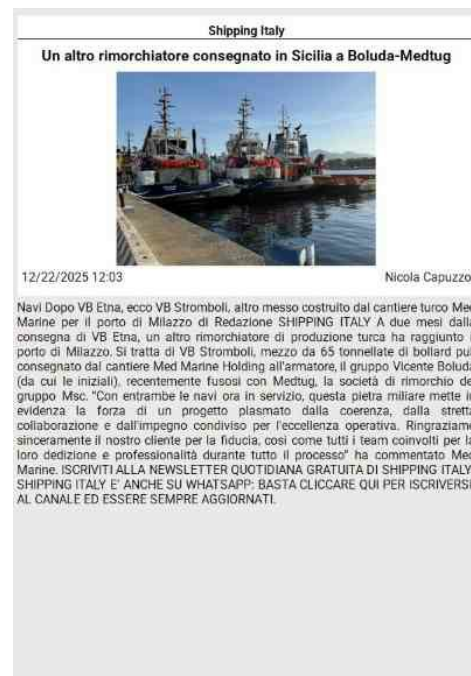 Shipping Italy
Un altro rimorchiatore consegnato in Sicilia a Boluda-Medtug
12/22/2025 12:03
Nicola Capuzzo
Navi Dopo VB Etna, ecco VB Stromboli, altro messo costruito dal cantiere turco Med
Marine per il porto di Milazzo di Redazione SHIPPING ITALY A due mesi dalla
consegna di VB Etna, un altro rimorchiatore di produzione turca ha raggiunto i
porto di Milazzo. Si tratta di VB Stromboli, mezzo da 65 tonnellate di bollard pul
consegnato dal cantiere Med Marine Holding all'armatore, il gruppo Vicente Boluda
(da cui le iniziali), recentemente fusosi con Medtug, la società di rimorchio de
gruppo Msc. "Con entrambe le navi ora in servizio, questa pietra miliare mette in
evidenza la forza di un progetto plasmato dalla coerenza, dalla stretta
collaborazione e dall'impegno condiviso per l'eccellenza operativa. Ringraziamo
sinceramente il nostro cliente per la fiducia, così come tutti i team coinvolti per la
loro dedizione e professionalità durante tutto il processo" ha commentato Med
Marine. ISCRIVITI ALLA NEWSLETTER QUOTIDIANA GRATUITA DI SHIPPING ITALY
SHIPPING ITALY E' ANCHE SU WHATSAPP: BASTA CLICCARE QUI PER ISCRIVERSI
AL CANALE ED ESSERE SEMPRE AGGIORNATI.